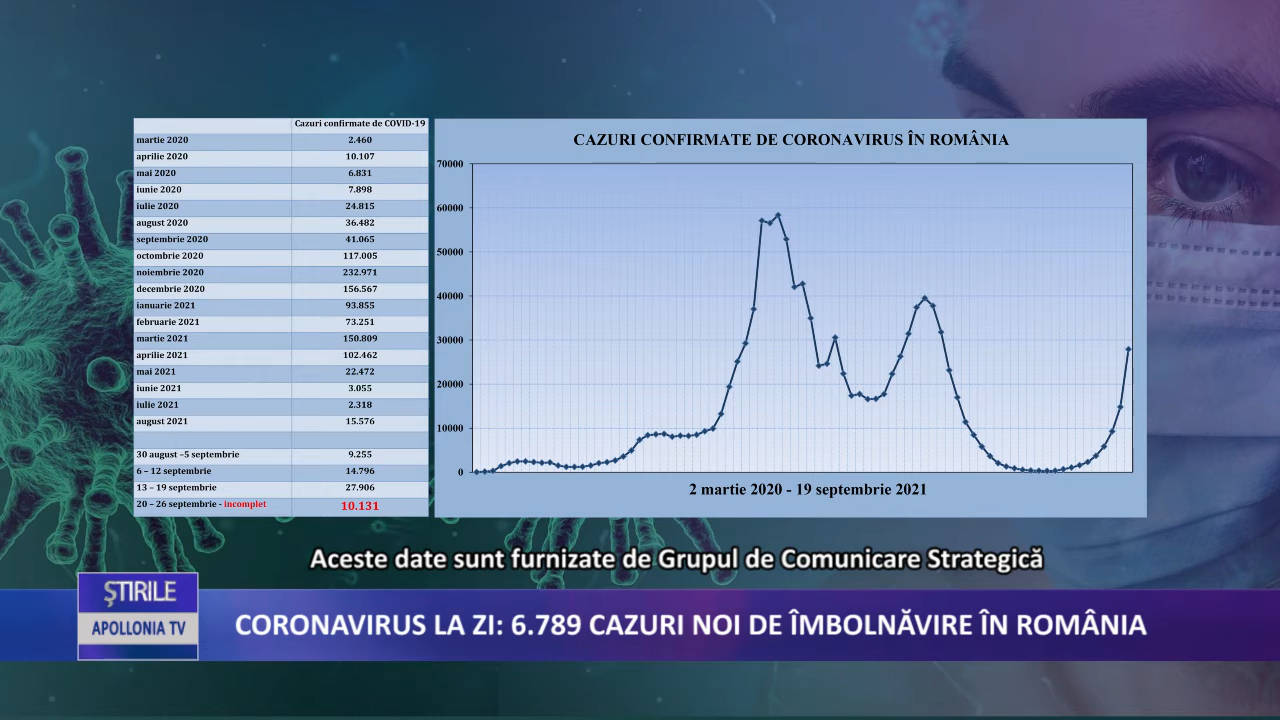 Cazuri confirmate de COVID-19
martie 2020 2.460
aprilie 2020 10.107
mai 2020 6.831
iunie 2020 7.898
iulie 2020 24.815
august 2020 36.482
septembrie 2020 41.065
octombrie 2020 117.005
noiembrie 2020 232.971
decembrie 2020 156.567
ianuarie 2021 93.855
februarie 2021 73.251
martie 2021 150.809
aprilie 2021 102.462
mai 2021 22.472
iunie 2021 3.055
iulie 2021 2.318
august 2021 15.576
30 august –5 septembrie 9.255
6 – 12 septembrie 14.796
13 – 19 septembrie 27.906
20 – 26 septembrie - incomplet 10.131
CAZURI CONFIRMATE DE CORONAVIRUS ÎN ROMÂNIA
70000
60000
50000
40000
30000
20000
10000
0
2 martie 2020 - 19 septembrie 2021
Aceste date sunt furnizate de Grupul de Comunicare Strategică
ȘTIRILE
APOLLONIA TV
CORONAVIRUS LA ZI: 6.789 CAZURI NOI DE ÎMBOLNĂVIRE ÎN ROMÂNIA